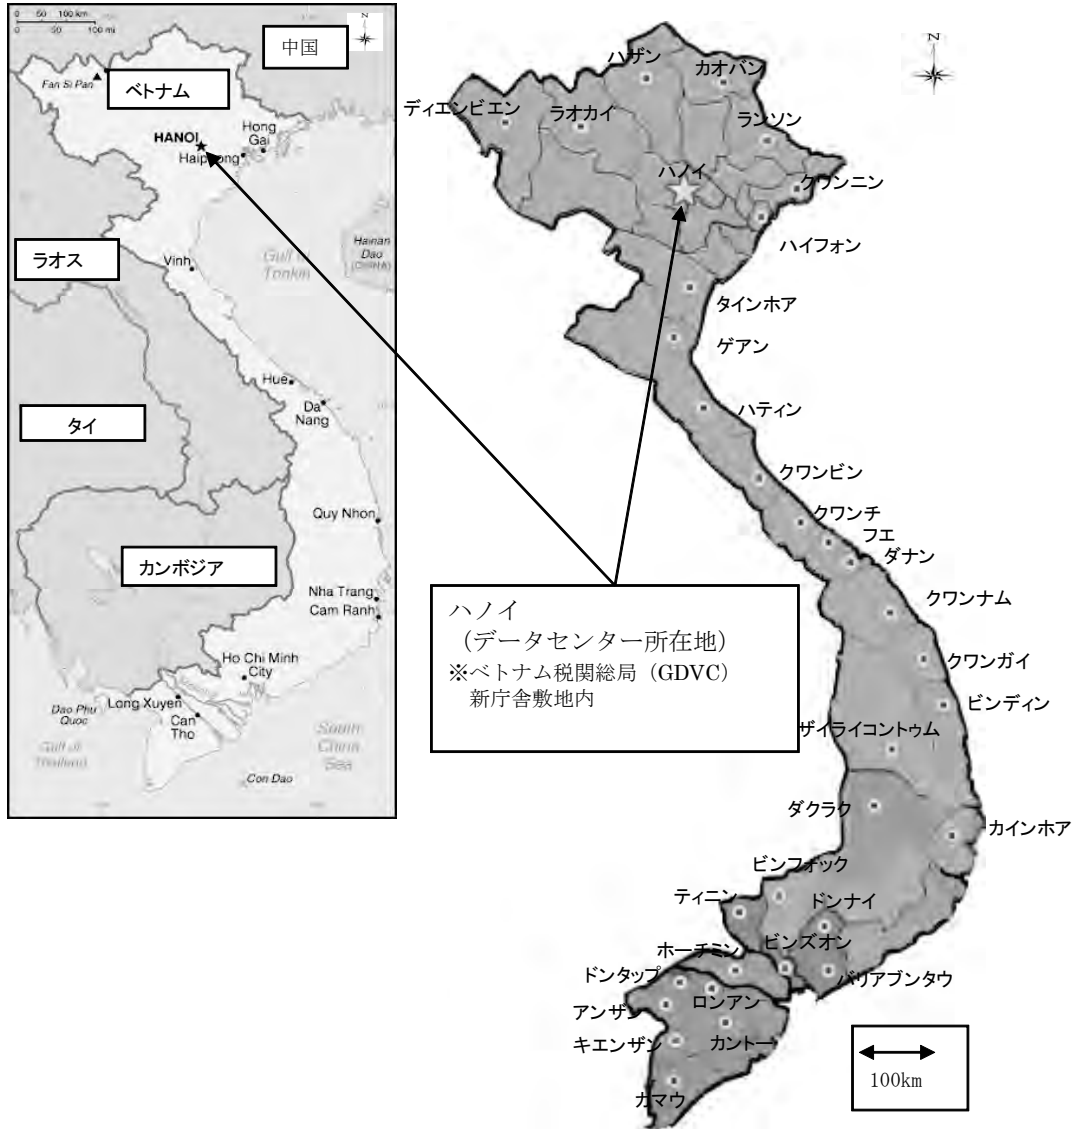 0 50 100 km
0 50 100 mi
N
中国
Fan Si Pan
ベトナム
HANOI
Hong
Gai
Haiphong
ラオス
Vinh
Gulf of
Tonkin
Hainan
Dao
Hue
Da
Nang
タイ
Quy Nhon
カンボジア
Nha Trang
Cam Ranh
Ho Chi Minh
City
Long Xuyen
Dao Phu
Quoc
Can
Tho
Gulf of
Thailand
South
China
Sea
Con Dao
N
ハザン
カオバン
ディエンビエン
ラオカイ
ランソン
ハノイ
クワンニン
ハイフォン
タインホア
ゲアン
ハティン
クワンビン
クワンチ
フエ
ダナン
クワンナム
クワンガイ
ビンディン
ザイライコントゥム
ダクラク
カインホア
ビンフォック
ティニン
ドンナイ
ホーチミン
ビンズオン
ドンタップ
バリアブンタウ
アンザン
ロンアン
キエンザン
カントー
カマウ
ハノイ
(データセンター所在地)
※ベトナム税関総局(GDVC)
新庁舎敷地内
100km